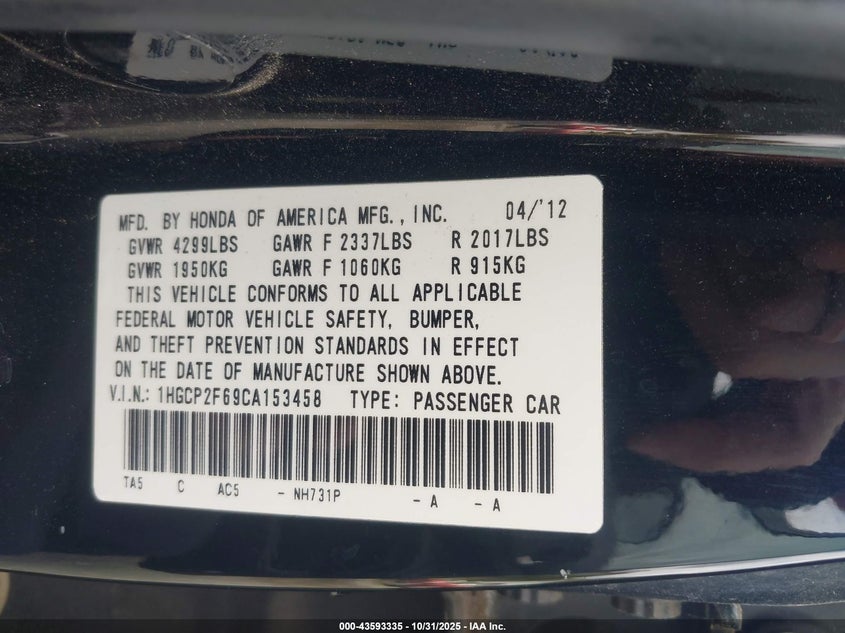 MFD. BY HONDA OF AMERICA MFG., INC. 04/'12
GVWR 4299LBS GAWR F 2337LBS R 2017LBS
GVWR 1950KG GAWR F 1060KG R 915KG
THIS VEHICLE CONFORMS TO ALL APPLICABLE
FEDERAL MOTOR VEHICLE SAFETY, BUMPER,
AND THEFT PREVENTION STANDARDS IN EFFECT
ON THE DATE OF MANUFACTURE SHOWN ABOVE.
V.I.N.: 1HGCP2F69CA153458 TYPE: PASSENGER CAR
TA5 C AC5 - NH731P - A - A
000-43593335 - 10/31/2025 - IAA Inc.